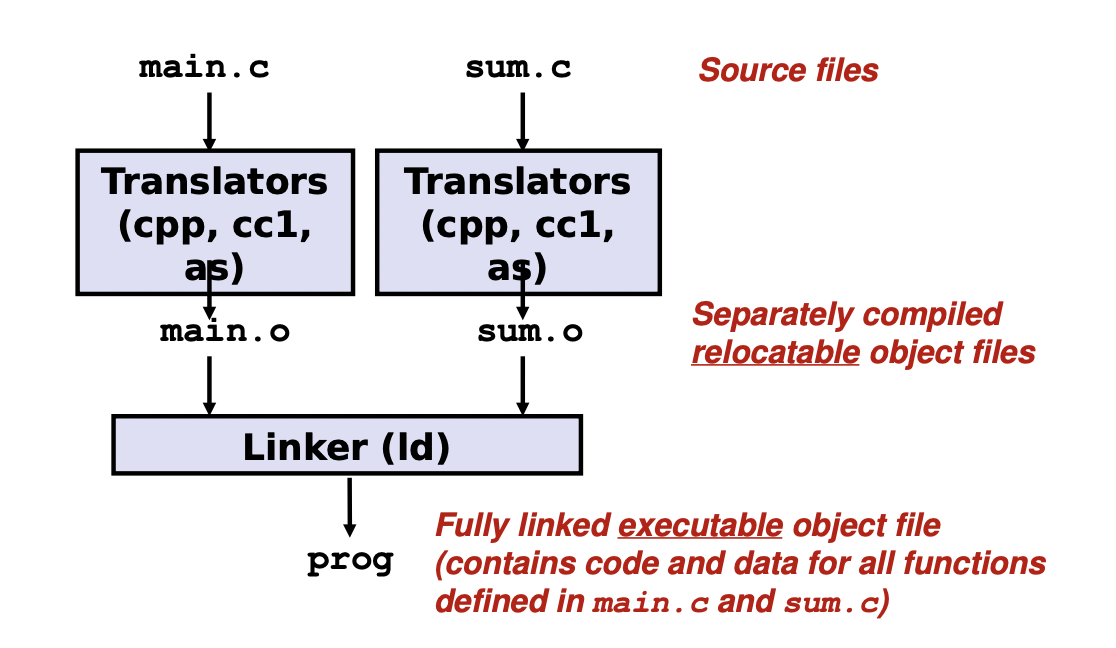 main.c
sum.c
Source files
Translators
(cpp, cc1,
as)
Translators
(cpp, cc1,
as)
main.o
sum.o
Separately compiled
relocatable object files
Linker (ld)
prog
Fully linked executable object file
(contains code and data for all functions
defined in main.c and sum.c)